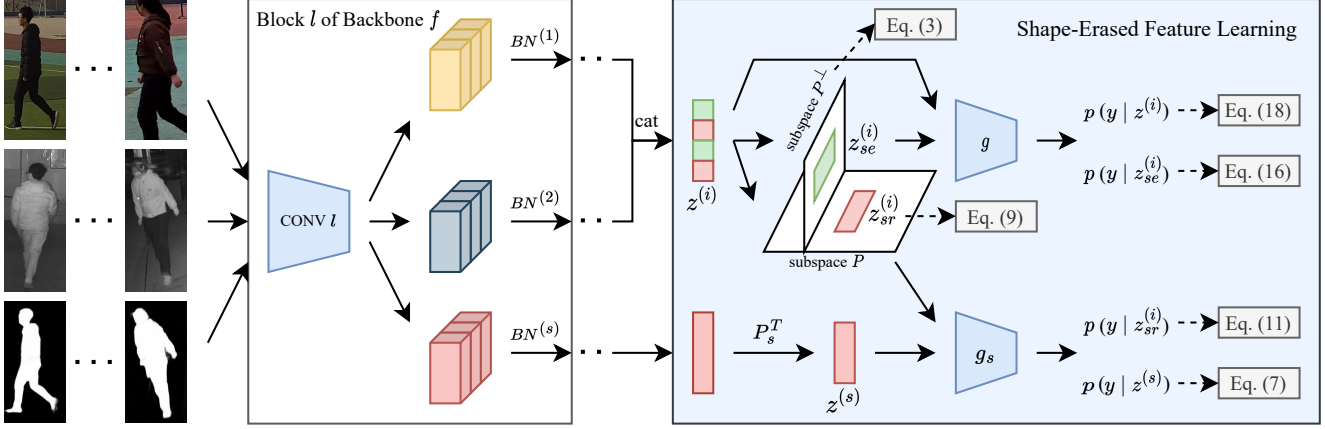 Block l of Backbone f
BN^(1)
· ·
CONV l
BN^(2)
· ·
BN^(s)
· ·
cat
· · ·
· · ·
· · ·
Shape-Erased Feature Learning
Eq. (3)
subspace P^⊥
z^(i)
z_se^(i)
z_sr^(i)
subspace P
Eq. (9)
g
p (y | z^(i))
Eq. (18)
p (y | z_se^(i))
Eq. (16)
P_s^T
z^(s)
g_s
p (y | z_sr^(i))
Eq. (11)
p (y | z^(s))
Eq. (7)